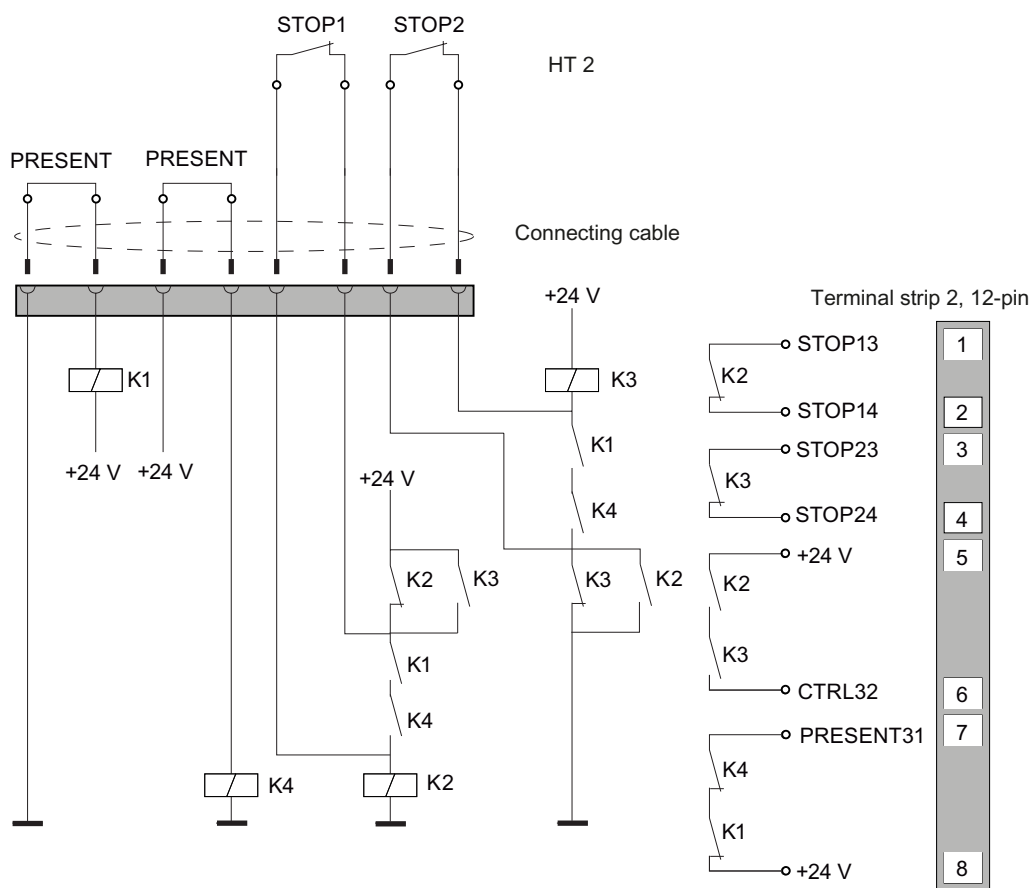 STOP1
STOP2
HT 2
PRESENT
PRESENT
Connecting cable
+24 V
Terminal strip 2, 12-pin
STOP13
1
K1
K3
K2
STOP14
2
K1
STOP23
3
+24 V
+24 V
+24 V
K3
K4
STOP24
4
+24 V
5
K2
K3
K3
K2
K2
K1
K3
CTRL32
6
K4
PRESENT31
7
K4
K4
K2
K1
+24 V
8